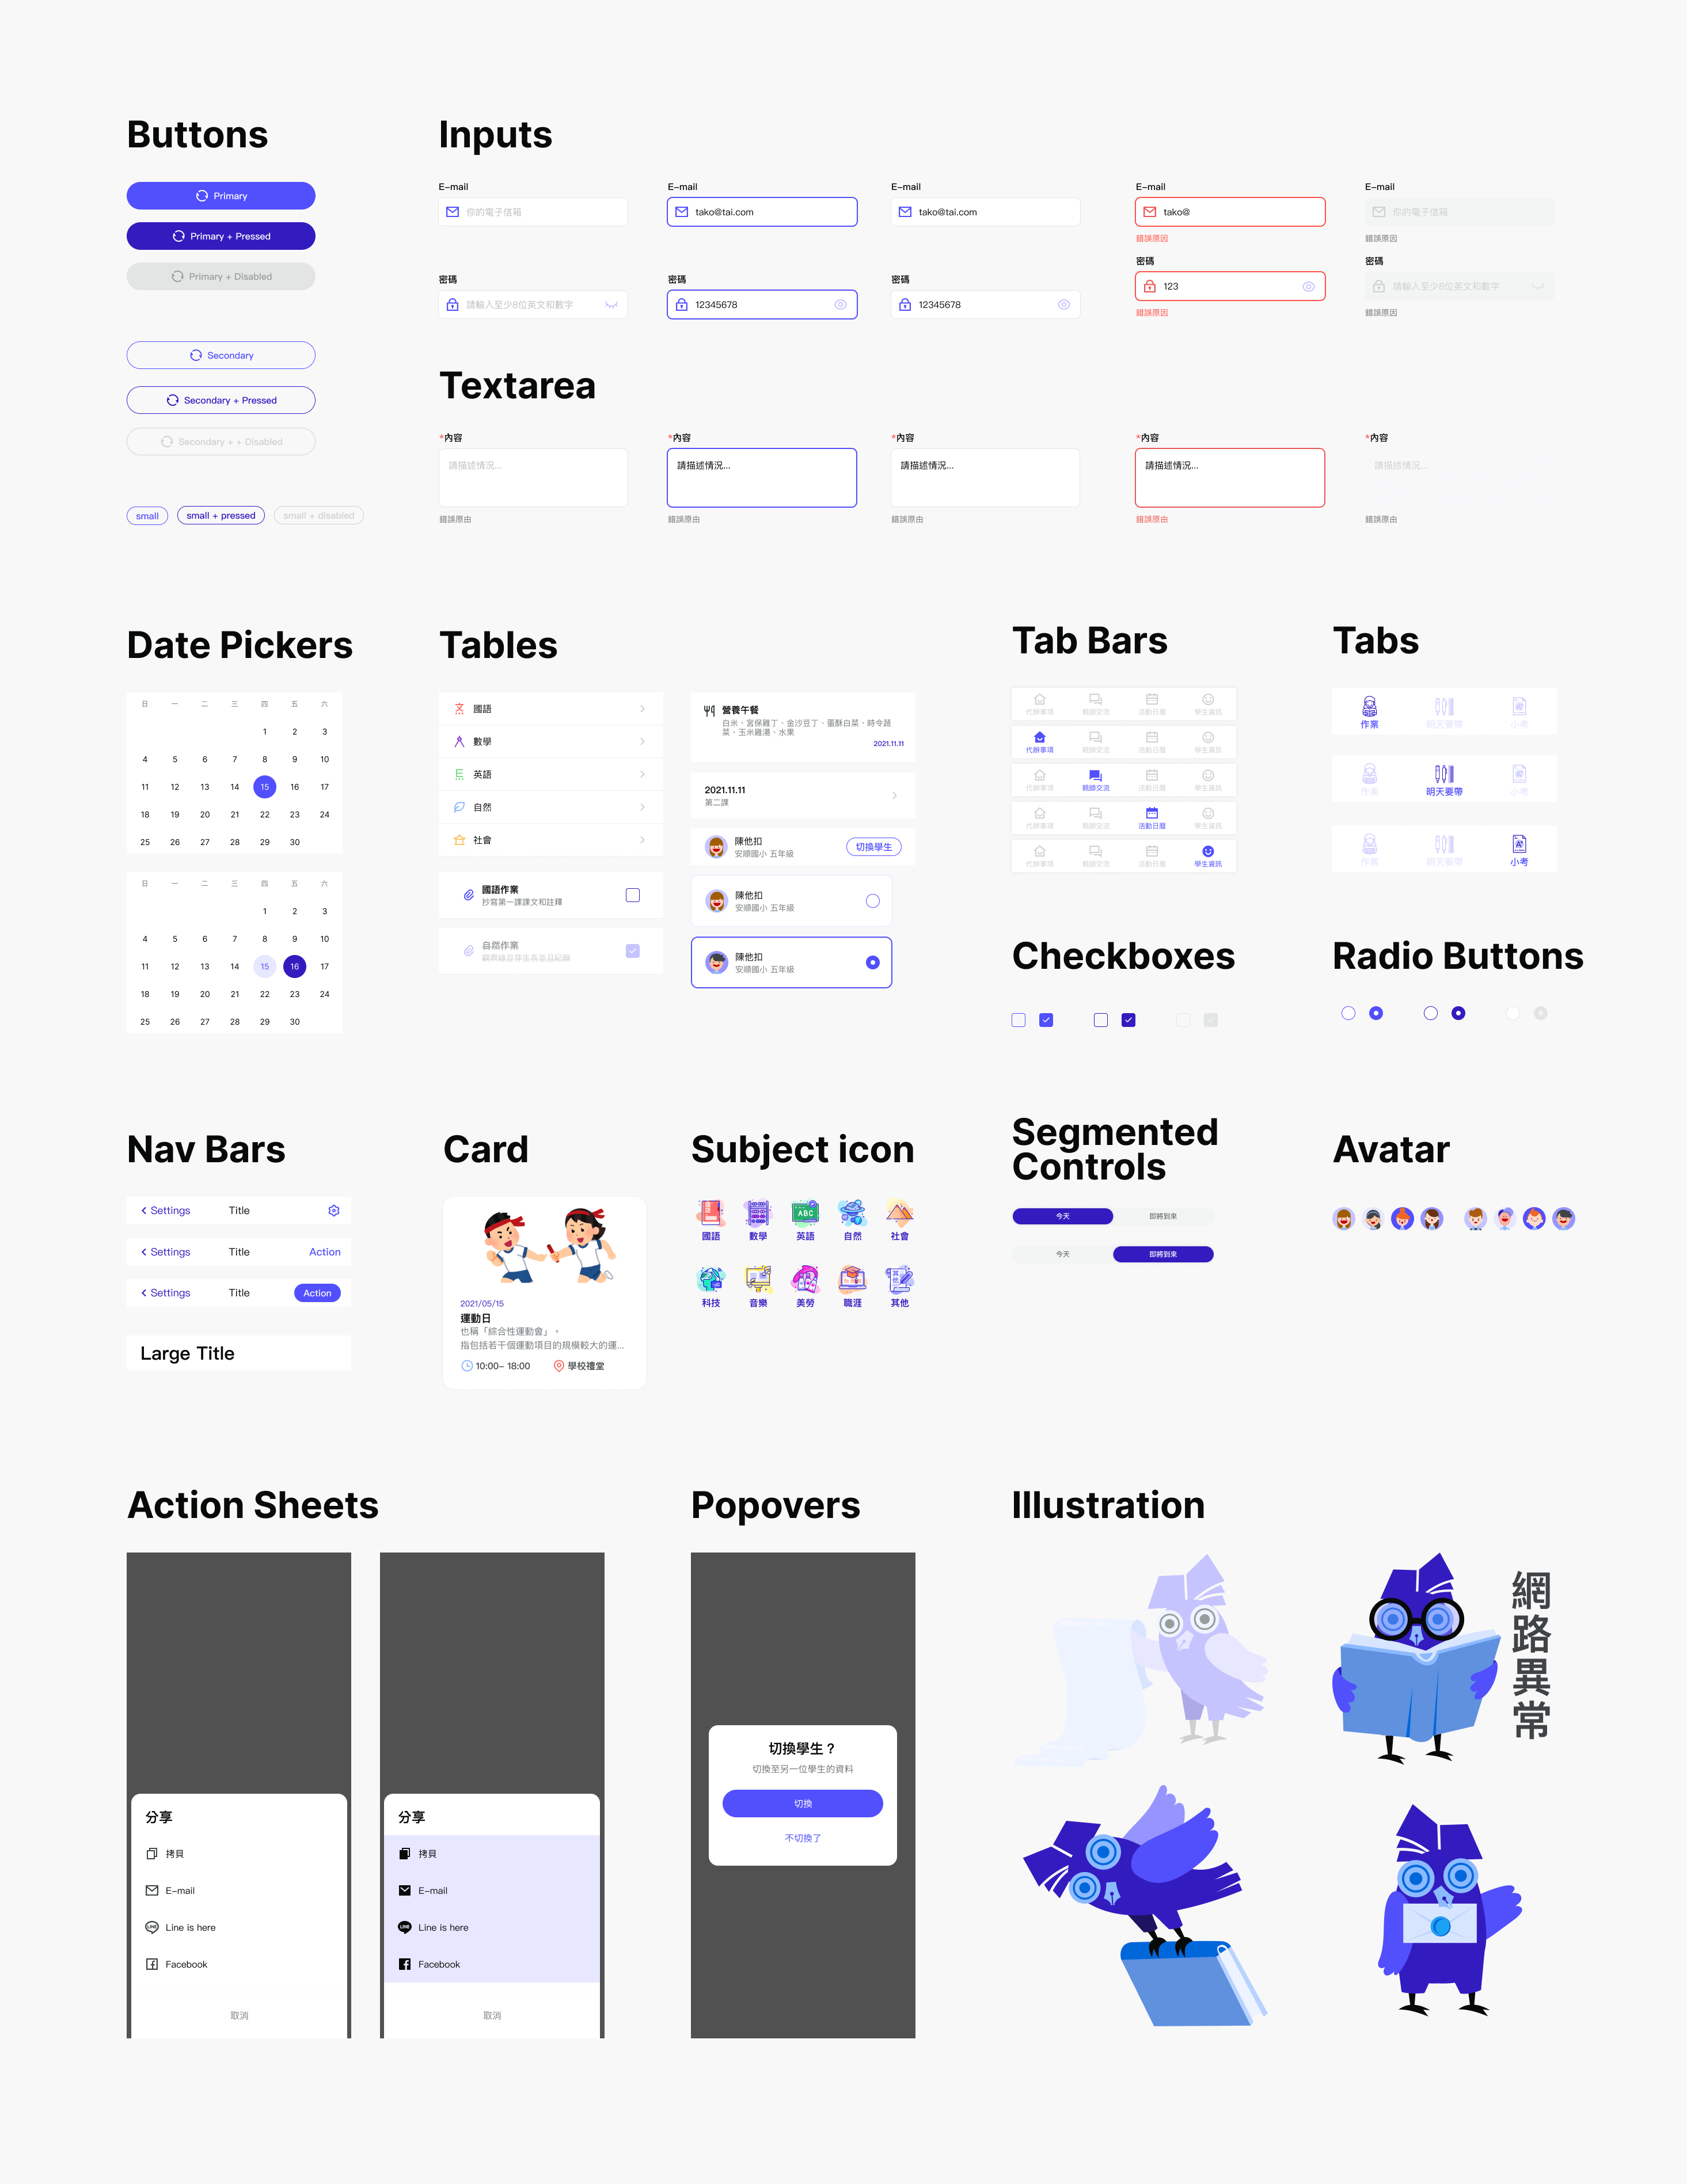 Buttons
Primary
Primary + Pressed
Primary + Disabled
Secondary
Secondary + Pressed
Secondary + + Disabled
small
small + pressed
small + disabled
Inputs
E-mail
你的電子信箱
E-mail
tako@tai.com
E-mail
tako@tai.com
E-mail
tako@
錯誤原因
E-mail
你的電子信箱
錯誤原因
密碼
請輸入至少8位英文和數字
密碼
12345678
密碼
12345678
密碼
123
錯誤原因
密碼
請輸入至少8位英文和數字
錯誤原因
Textarea
*內容
請描述情況...
錯誤原由
*內容
請描述情況...
錯誤原由
*內容
請描述情況...
錯誤原由
*內容
請描述情況...
錯誤原由
*內容
請描述情況...
錯誤原由
Date Pickers
日 一 二 三 四 五 六
1 2 3
4 5 6 7 8 9 10
11 12 13 14 15 16 17
18 19 20 21 22 23 24
25 26 27 28 29 30
日 一 二 三 四 五 六
1 2 3
4 5 6 7 8 9 10
11 12 13 14 15 16 17
18 19 20 21 22 23 24
25 26 27 28 29 30
Tables
國語
數學
英語
自然
社會
國語作業
抄寫第一課課文和註釋
自然作業
營養午餐
白米、宮保雞丁、金沙豆丁、蛋酥白菜、時令蔬
菜、玉米雞湯、水果
2021.11.11
2021.11.11
第二課
陳他扣
安順國小 五年級
切換學生
陳他扣
安順國小 五年級
陳他扣
安順國小 五年級
Tab Bars
代辦事項 親師交流 活動日曆 學生資訊
代辦事項 親師交流 活動日曆 學生資訊
代辦事項 親師交流 活動日曆 學生資訊
代辦事項 親師交流 活動日曆 學生資訊
代辦事項 親師交流 活動日曆 學生資訊
Tabs
作業 明天要帶 小考
作業 明天要帶 小考
作業 明天要帶 小考
Checkboxes
Radio Buttons
Nav Bars
Settings Title
Settings Title Action
Settings Title Action
Large Title
Card
2021/05/15
運動日
也稱「綜合性運動會」。
指包括若干個運動項目的規模較大的運...
10:00- 18:00 學校禮堂
Subject icon
ABC
國語 數學 英語 自然 社會
其他
科技 音樂 美勞 職涯 其他
Segmented
Controls
今天 即將到來
今天 即將到來
Avatar
Action Sheets
分享
拷貝
E-mail
LINE
Line is here
Facebook
取消
分享
拷貝
E-mail
LINE
Line is here
Facebook
取消
Popovers
切換學生？
切換至另一位學生的資料
切換
不切換了
Illustration
網路異常